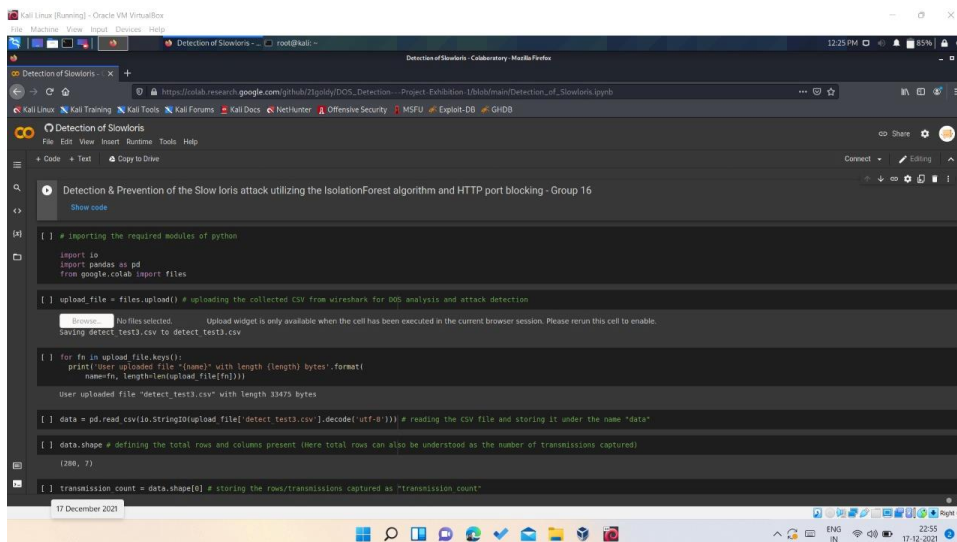 Kali Linux [Running] - Oracle VM VirtualBox
File Machine View Input Devices Help
Detection of Slowloris - ... root@kali: ~ 12:25 PM 85%
Detection of Slowloris - Colaboratory - Mozilla Firefox
Detection of Slowloris -
https://colab.research.google.com/github/21goldy/DOS_Detection---Project-Exhibition-1/blob/main/Detection_of_Slowloris.ipynb
Kali Linux Kali Training Kali Tools Kali Forums Kali Docs NetHunter Offensive Security MSFU Exploit-DB GHDB
CO Detection of Slowloris
File Edit View Insert Runtime Tools Help
Share
+ Code + Text Copy to Drive Connect Editing
Detection & Prevention of the Slow loris attack utilizing the IsolationForest algorithm and HTTP port blocking - Group 16
Show code
[ ] # importing the required modules of python
import io
import pandas as pd
from google.colab import files
[ ] upload_file = files.upload() # uploading the collected CSV from wireshark for DOS analysis and attack detection
Browse... No files selected. Upload widget is only available when the cell has been executed in the current browser session. Please rerun this cell to enable.
Saving detect_test3.csv to detect_test3.csv
[ ] for fn in upload_file.keys():
print('User uploaded file "{name}" with length {length} bytes'.format(
name=fn, length=len(upload_file[fn])))
User uploaded file "detect_test3.csv" with length 33475 bytes
[ ] data = pd.read_csv(io.StringIO(upload_file['detect_test3.csv'].decode('utf-8'))) # reading the CSV file and storing it under the name "data"
[ ] data.shape # defining the total rows and columns present (Here total rows can also be understood as the number of transmissions captured)
(280, 7)
[ ] transmission_count = data.shape[0] # storing the rows/transmissions captured as "transmission_count"
17 December 2021
Right
ENG
IN
22:55
17-12-2021